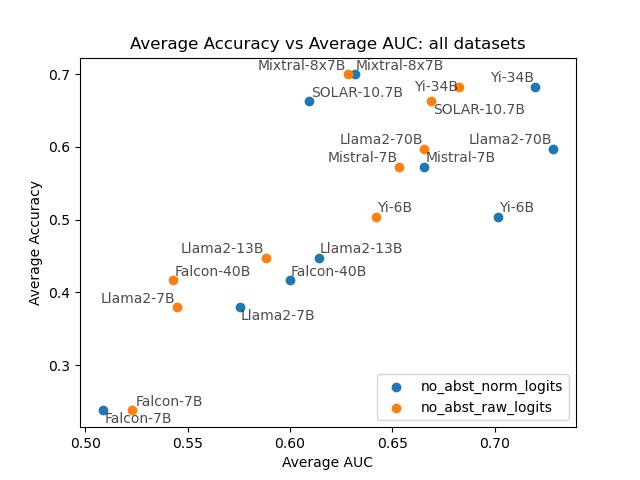 Average Accuracy vs Average AUC: all datasets
Mixtral-8x7B
Mixtral-8x7B
Yi-34B
Yi-34B
SOLAR-10.7B
SOLAR-10.7B
Llama2-70B
Llama2-70B
Mistral-7B
Mistral-7B
Yi-6B
Yi-6B
Llama2-13B
Llama2-13B
Falcon-40B
Falcon-40B
Llama2-7B
Llama2-7B
Falcon-7B
Falcon-7B
no_abst_norm_logits
no_abst_raw_logits
0.7
0.6
0.5
0.4
0.3
Average Accuracy
0.50
0.55
0.60
0.65
0.70
Average AUC